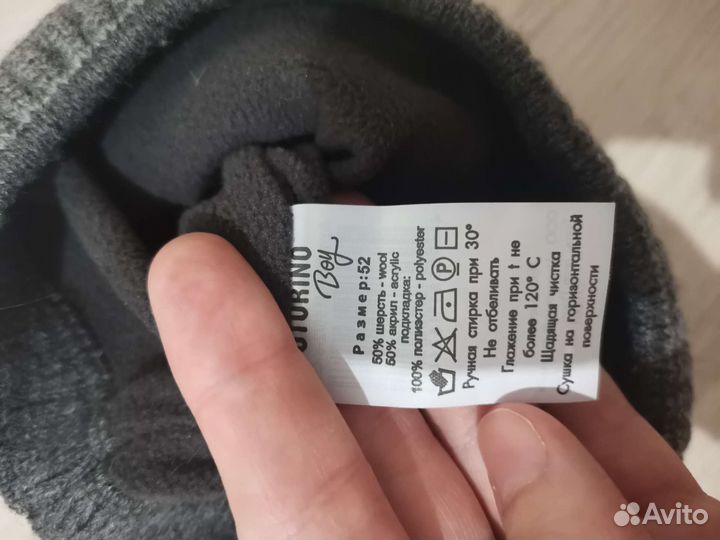 Boy
Размер:52
50% шерсть - wool
50% акрил - acrylic
подкладка:
100% полиэстер - polyester
Ручная стирка при 30°
Не отбеливать
Глажение при t не
более 120° С
Щадящая чистка
Сушка на горизонтальной
поверхности
Avito